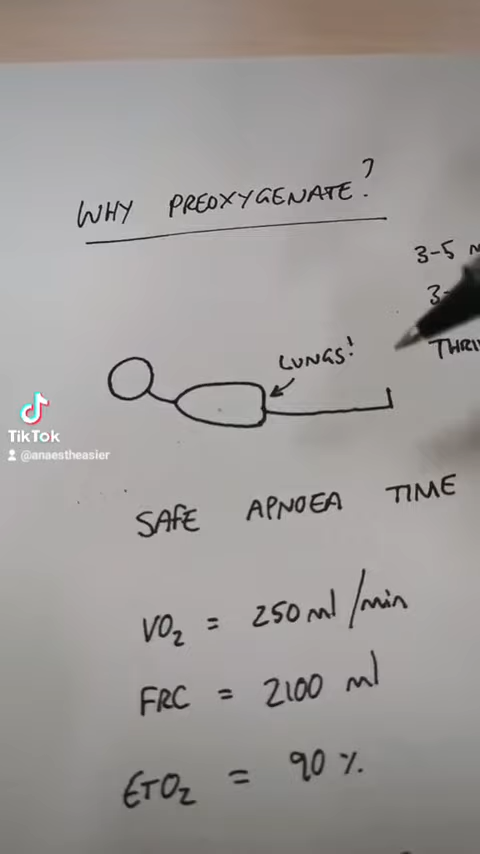 WHY PREOXYGENATE?
3-5
3-
LUNGS!
TikTok
@anaestheasier
SAFE APNOEA TIME
VO2 = 250 ml/min
FRC = 2100 ml
ETO2 = 90 %